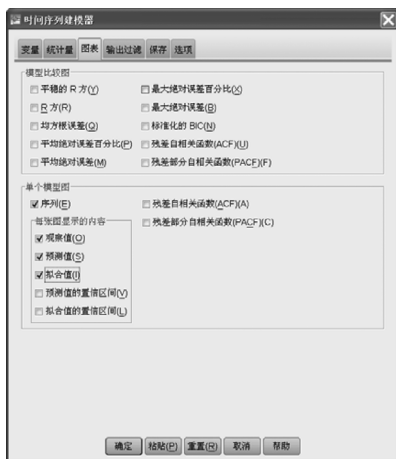 时间序列建模器
变量 统计量 图表 输出过滤 保存 选项
模型比较图
平稳的 R 方(Y) 最大绝对误差百分比(X)
R 方(R) 最大绝对误差(B)
均方根误差(Q) 标准化的 BIC(N)
平均绝对误差百分比(P) 残差自相关函数(ACF)(U)
平均绝对误差(M) 残差部分自相关函数(PACF)(F)
单个模型图
序列(E) 残差自相关函数(ACF)(A)
每张图显示的内容 残差部分自相关函数(PACF)(C)
观察值(O)
预测值(S)
拟合值(I)
预测值的置信区间(V)
拟合值的置信区间(L)
确定 粘贴(P) 重置(R) 取消 帮助